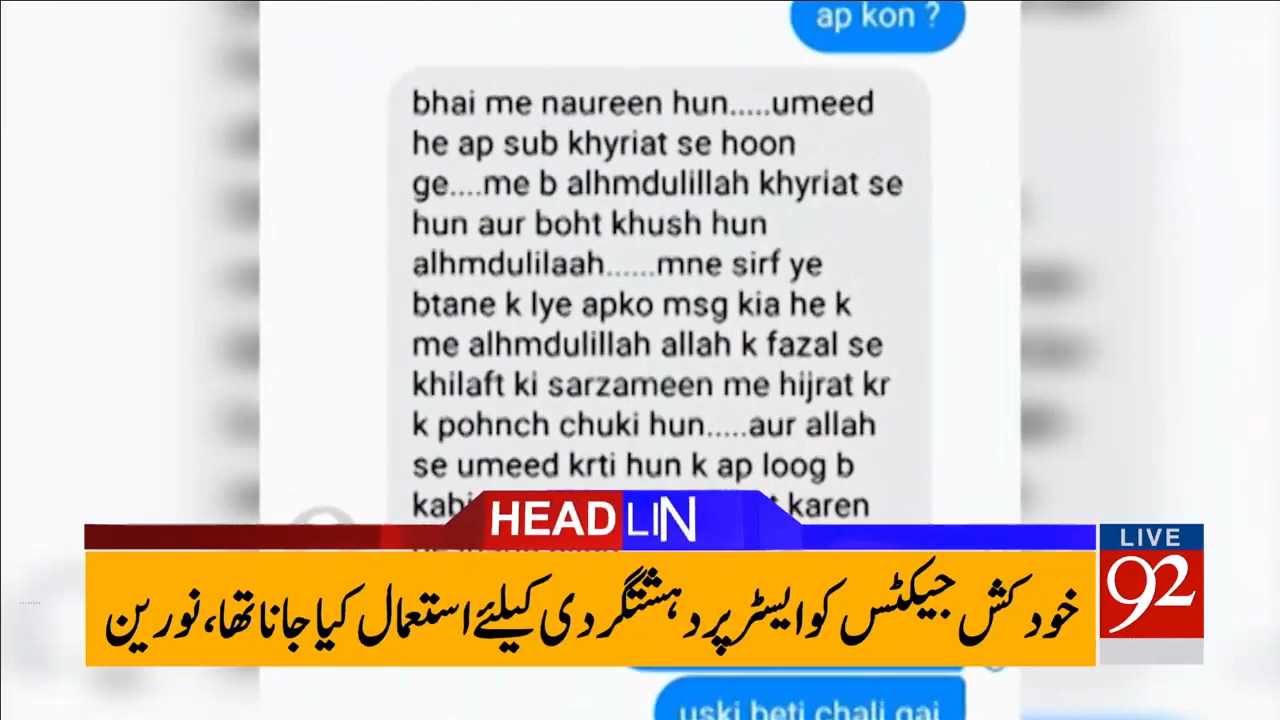 ap kon ?
bhai me naureen hun.....umeed
he ap sub khyriat se hoon
ge....me b alhmdulillah khyriat se
hun aur boht khush hun
alhmdulilaah......mne sirf ye
btane k lye apko msg kia he k
me alhmdulillah allah k fazal se
khilaft ki sarzameen me hijrat kr
k pohnch chuki hun.....aur allah
se umeed krti hun k ap loog b
karen
HEADLIN
LIVE
92
خودکش جیکٹس کو ایسٹر پر دہشتگردی کیلئے استعمال کیا جانا تھا، نورین
uski beti chali gai